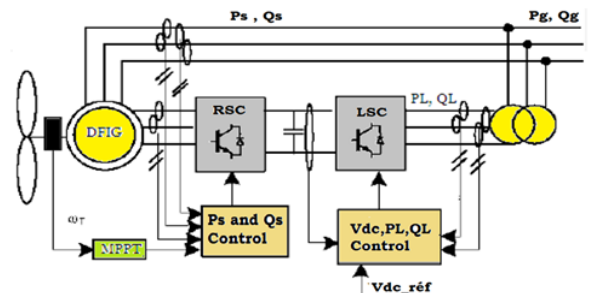 Ps , Qs
Pg, Qg
RSC
LSC
PL, QL
DFIG
ωT
MPPT
Ps and Qs
Control
Vdc,PL,QL
Control
Vdc_réf